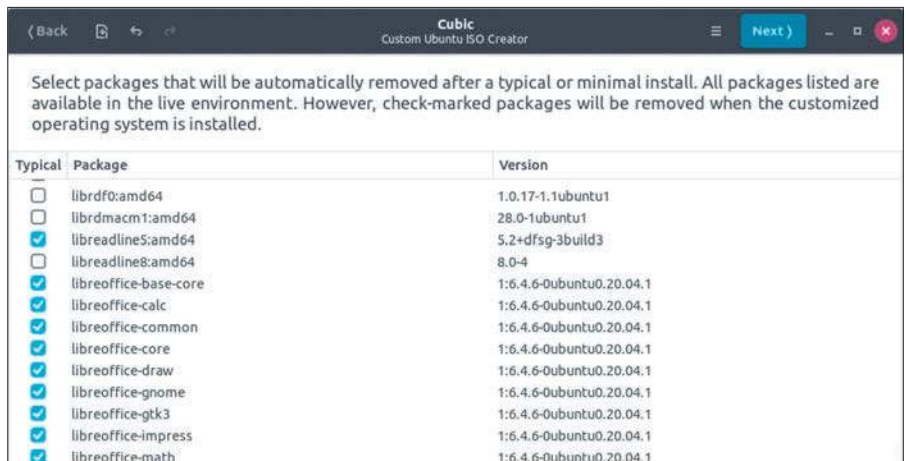 Back
Cubic
Custom Ubuntu ISO Creator
Next
Select packages that will be automatically removed after a typical or minimal install. All packages listed are
available in the live environment. However, check-marked packages will be removed when the customized
operating system is installed.
Typical Package Version
librdf0:amd64 1.0.17-1.1ubuntu1
librdmacm1:amd64 28.0-1ubuntu1
libreadline5:amd64 5.2+dfsg-3build3
libreadline8:amd64 8.0-4
libreoffice-base-core 1:6.4.6-0ubuntu0.20.04.1
libreoffice-calc 1:6.4.6-0ubuntu0.20.04.1
libreoffice-common 1:6.4.6-0ubuntu0.20.04.1
libreoffice-core 1:6.4.6-0ubuntu0.20.04.1
libreoffice-draw 1:6.4.6-0ubuntu0.20.04.1
libreoffice-gnome 1:6.4.6-0ubuntu0.20.04.1
libreoffice-gtk3 1:6.4.6-0ubuntu0.20.04.1
libreoffice-impress 1:6.4.6-0ubuntu0.20.04.1
libreoffice-math 1:6.4.6-0ubuntu0.20.04.1